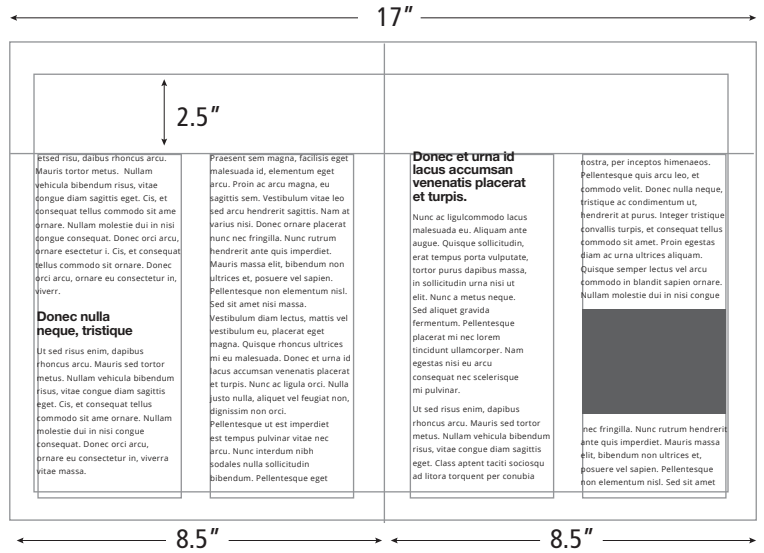 17”
2.5”
etsed risu, daibus rhoncus arcu.
Mauris tortor metus.  Nullam
vehicula bibendum risus, vitae
congue diam sagittis eget. Cis, et
consequat tellus commodo sit ame
ornare. Nullam molestie dui in nisi
congue consequat. Donec orci arcu,
ornare esectetur i. Cis, et consequat
tellus commodo sit ornare. Donec
orci arcu, ornare eu consectetur in,
viverr.
Donec nulla
neque, tristique
Ut sed risus enim, dapibus
rhoncus arcu. Mauris sed tortor
metus. Nullam vehicula bibendum
risus, vitae congue diam sagittis
eget. Cis, et consequat tellus
commodo sit ame ornare. Nullam
molestie dui in nisi congue
consequat. Donec orci arcu,
ornare eu consectetur in, viverra
vitae massa.
Praesent sem magna, facilisis eget
malesuada id, elementum eget
arcu. Proin ac arcu magna, eu
sagittis sem. Vestibulum vitae leo
sed arcu hendrerit sagittis. Nam at
varius nisi. Donec ornare placerat
nunc nec fringilla. Nunc rutrum
hendrerit ante quis imperdiet.
Mauris massa elit, bibendum non
ultrices et, posuere vel sapien.
Pellentesque non elementum nisl.
Sed sit amet nisi massa.
Vestibulum diam lectus, mattis vel
vestibulum eu, placerat eget
magna. Quisque rhoncus ultrices
mi eu malesuada. Donec et urna id
lacus accumsan venenatis placerat
et turpis. Nunc ac ligula orci. Nulla
justo nulla, aliquet vel feugiat non,
dignissim non orci.
Pellentesque ut est imperdiet
est tempus pulvinar vitae nec
arcu. Nunc interdum nibh
sodales nulla sollicitudin
bibendum. Pellentesque eget
Donec et urna id
lacus accumsan
venenatis placerat
et turpis.
Nunc ac ligulcommodo lacus
malesuada eu. Aliquam ante
augue. Quisque sollicitudin,
erat tempus porta vulputate,
tortor purus dapibus massa,
in sollicitudin urna nisi ut
elit. Nunc a metus neque.
Sed aliquet gravida
fermentum. Pellentesque
placerat mi nec lorem
tincidunt ullamcorper. Nam
egestas nisi eu arcu
consequat nec scelerisque
mi pulvinar.
Ut sed risus enim, dapibus
rhoncus arcu. Mauris sed tortor
metus. Nullam vehicula bibendum
risus, vitae congue diam sagittis
eget. Class aptent taciti sociosqu
ad litora torquent per conubia
nostra, per inceptos himenaeos.
Pellentesque quis arcu leo, et
commodo velit. Donec nulla neque,
tristique ac condimentum ut,
hendrerit at purus. Integer tristique
convallis turpis, et consequat tellus
commodo sit amet. Proin egestas
diam ac urna ultrices aliquam.
Quisque semper lectus vel arcu
commodo in blandit sapien ornare.
Nullam molestie dui in nisi congue
nec fringilla. Nunc rutrum hendrerit
ante quis imperdiet. Mauris massa
elit, bibendum non ultrices et,
posuere vel sapien. Pellentesque
non elementum nisl. Sed sit amet
8.5”
8.5”